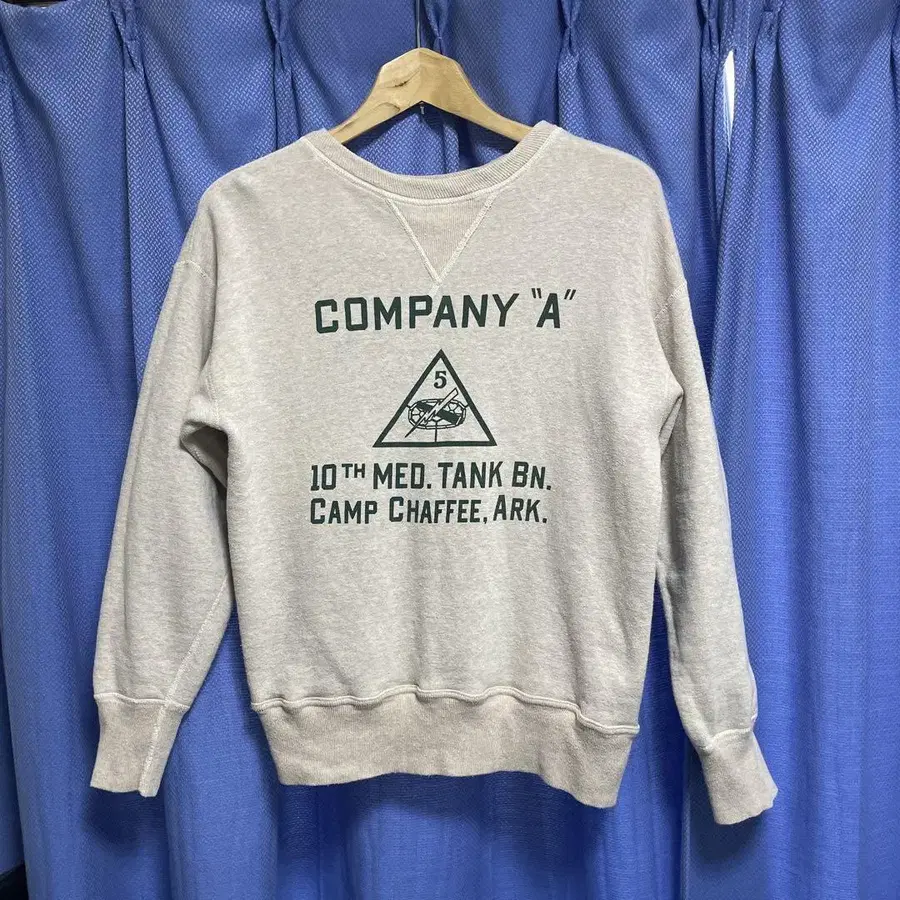 COMPANY "A"
5
10TH MED. TANK BN.
CAMP CHAFFEE, ARK.